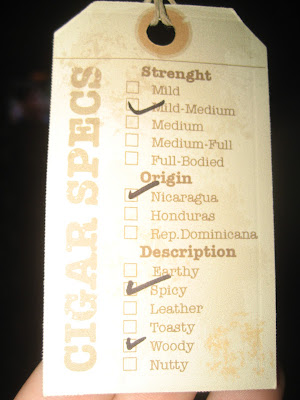 CIGAR SPECS
Strenght
Mild
Mild-Medium
Medium
Medium-Full
Full-Bodied
Origin
Nicaragua
Honduras
Rep.Dominicana
Description
Earthy
Spicy
Leather
Toasty
Woody
Nutty